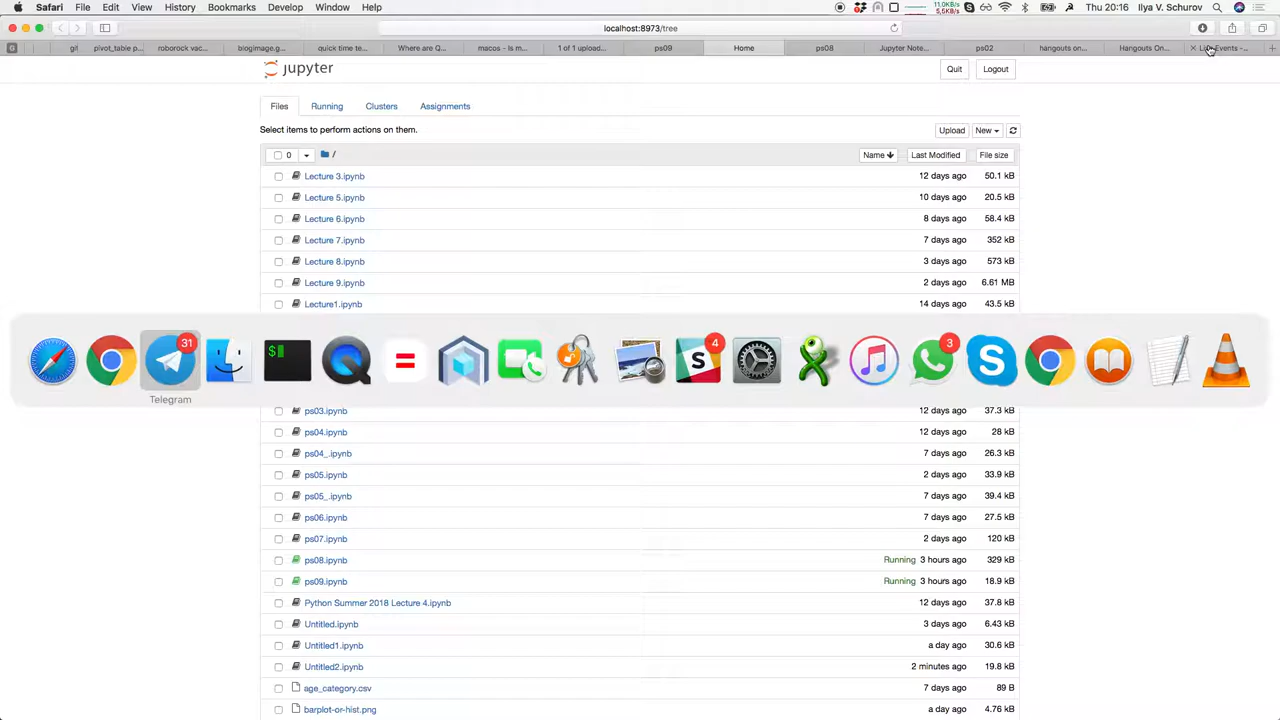 Safari File Edit View History Bookmarks Develop Window Help 11,0KB/s 5,5KB/s Thu 20:16 Ilya V. Schurov
localhost:8973/tree
git pivot_table p... roborock vac... biogimage.g... quick time te... Where are Q... macos - Is m... 1 of 1 upload... ps09 Home ps08 Jupyter Note... ps02 hangouts on... Hangouts On... Live Events -...
jupyter Quit Logout
Files Running Clusters Assignments
Select items to perform actions on them. Upload New
0 / Name Last Modified File size
Lecture 3.ipynb 12 days ago 50.1 kB
Lecture 5.ipynb 10 days ago 20.5 kB
Lecture 6.ipynb 8 days ago 58.4 kB
Lecture 7.ipynb 7 days ago 352 kB
Lecture 8.ipynb 3 days ago 573 kB
Lecture 9.ipynb 2 days ago 6.61 MB
Lecture1.ipynb 14 days ago 43.5 kB
31 $ 4 3
Telegram
ps03.ipynb 12 days ago 37.3 kB
ps04.ipynb 12 days ago 28 kB
ps04_.ipynb 7 days ago 26.3 kB
ps05.ipynb 2 days ago 33.9 kB
ps05_.ipynb 7 days ago 39.4 kB
ps06.ipynb 7 days ago 27.5 kB
ps07.ipynb 2 days ago 120 kB
ps08.ipynb Running 3 hours ago 329 kB
ps09.ipynb Running 3 hours ago 18.9 kB
Python Summer 2018 Lecture 4.ipynb 12 days ago 37.8 kB
Untitled.ipynb 3 days ago 6.43 kB
Untitled1.ipynb a day ago 30.6 kB
Untitled2.ipynb 2 minutes ago 19.8 kB
age_category.csv 7 days ago 89 B
barplot-or-hist.png a day ago 4.76 kB